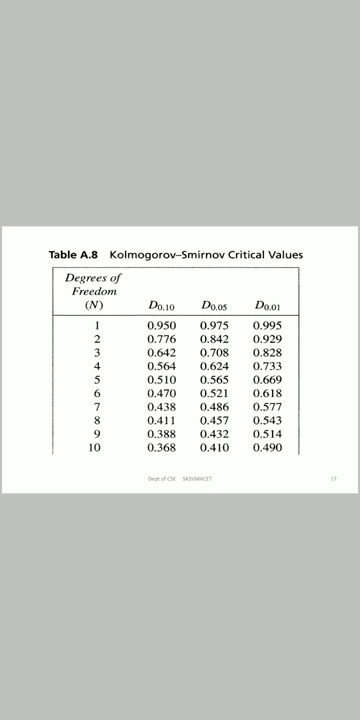 Table A.8 Kolmogorov–Smirnov Critical Values
Degrees of
Freedom
(N) D0.10 D0.05 D0.01
1 0.950 0.975 0.995
2 0.776 0.842 0.929
3 0.642 0.708 0.828
4 0.564 0.624 0.733
5 0.510 0.565 0.669
6 0.470 0.521 0.618
7 0.438 0.486 0.577
8 0.411 0.457 0.543
9 0.388 0.432 0.514
10 0.368 0.410 0.490
Dept of CSE SKSVMACET 17